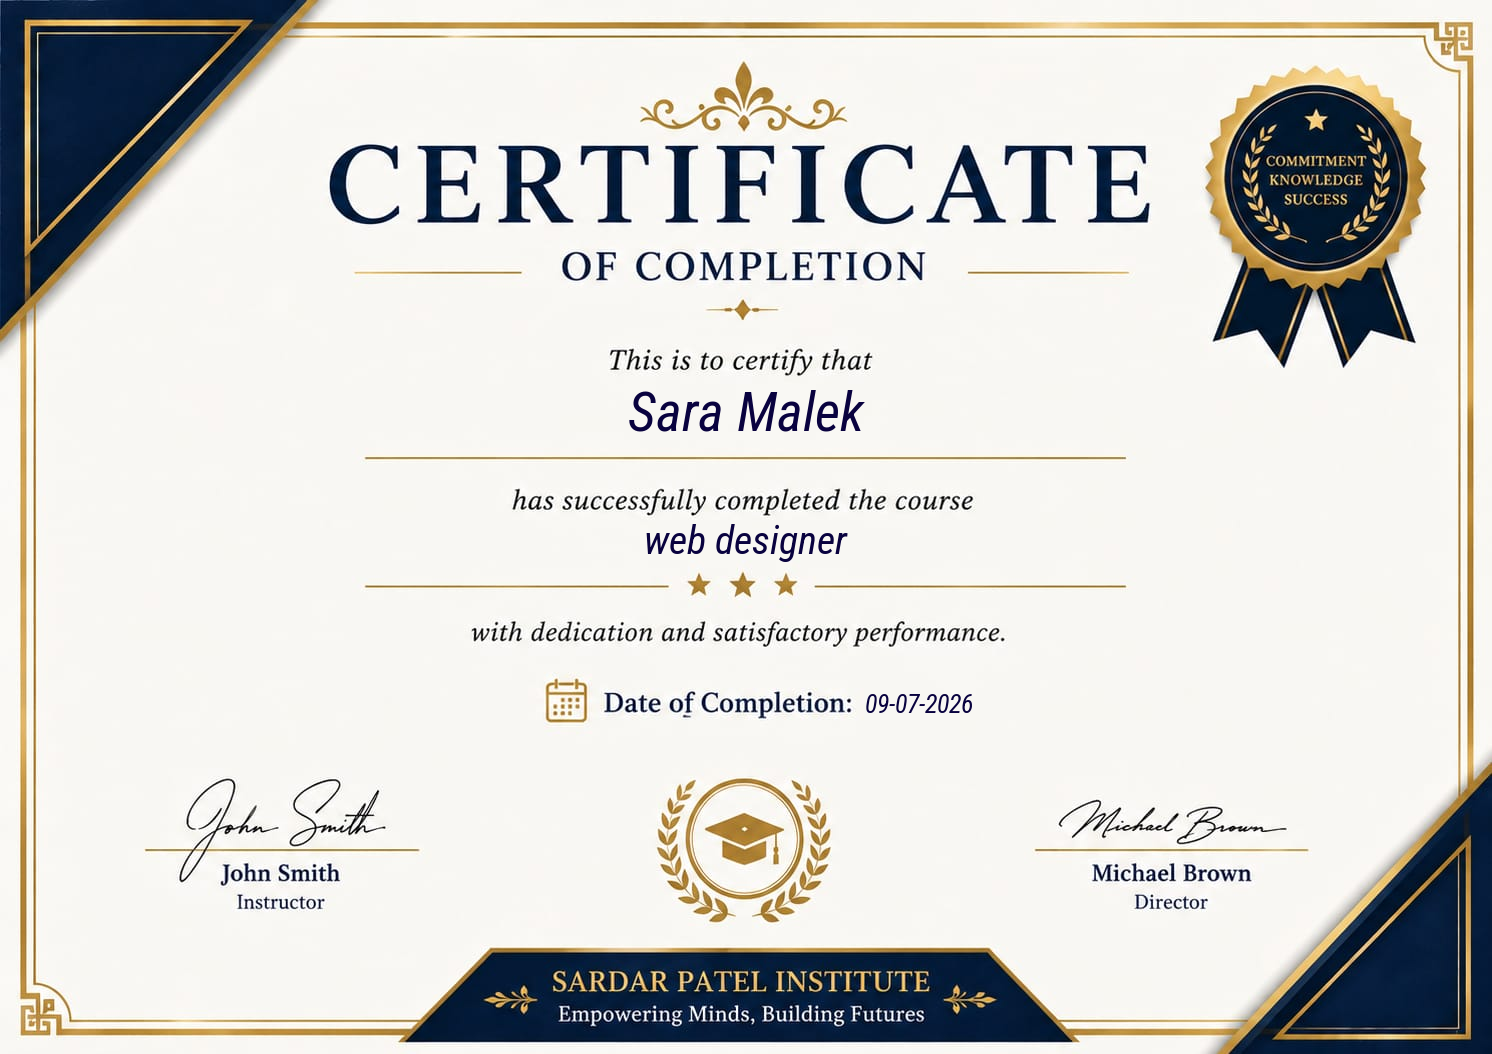 CERTIFICATE
OF COMPLETION
COMMITMENT
KNOWLEDGE
SUCCESS
This is to certify that
Sara Malek
has successfully completed the course
web designer
with dedication and satisfactory performance.
Date of Completion: 09-07-2026
John Smith
John Smith
Instructor
Michael Brown
Michael Brown
Director
SARDAR PATEL INSTITUTE
Empowering Minds, Building Futures